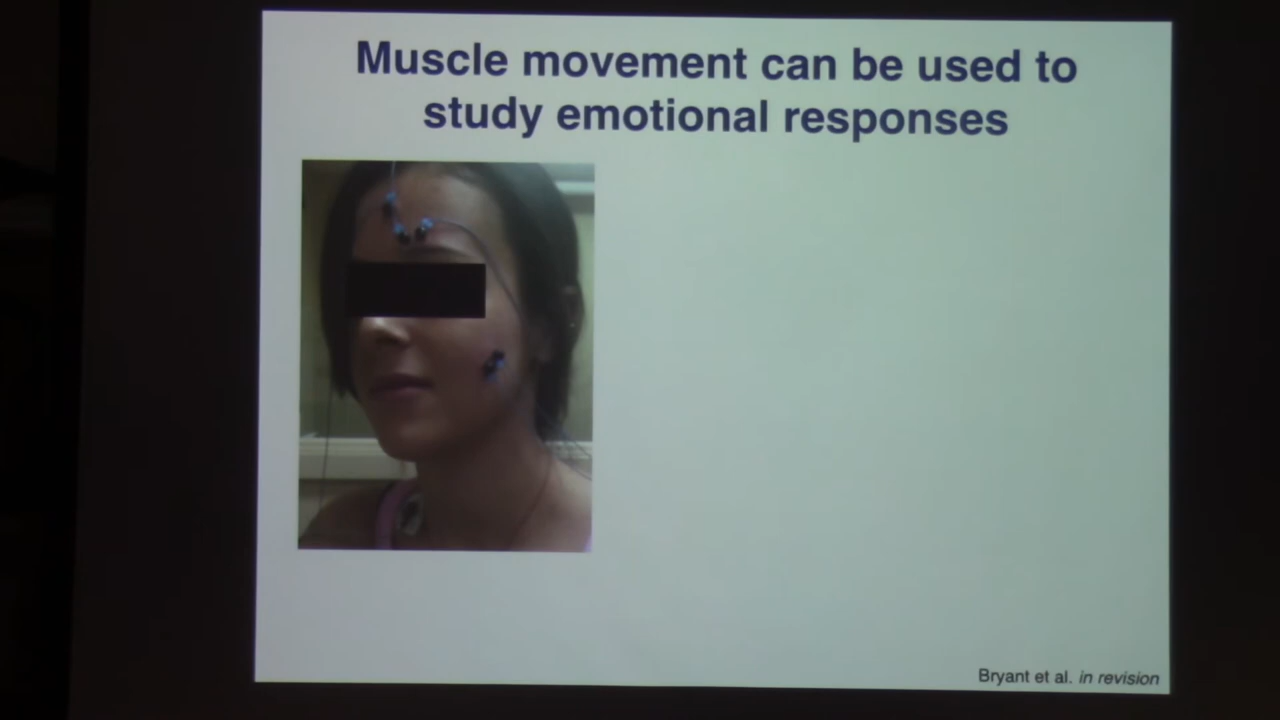 Muscle movement can be used to
study emotional responses
Bryant et al. in revision